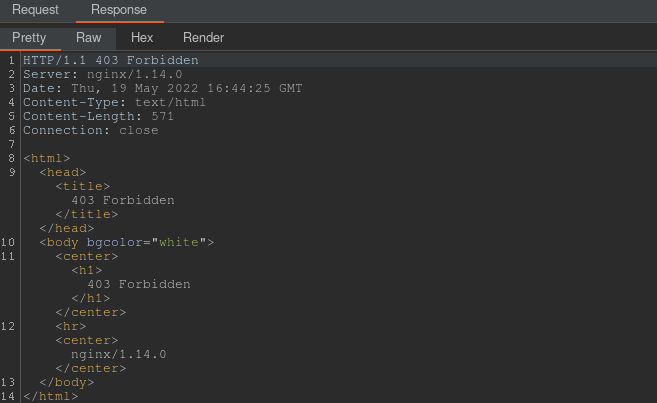 Request Response
Pretty Raw Hex Render
1 HTTP/1.1 403 Forbidden
2 Server: nginx/1.14.0
3 Date: Thu, 19 May 2022 16:44:25 GMT
4 Content-Type: text/html
5 Content-Length: 571
6 Connection: close
7
8 <html>
9 <head>
<title>
403 Forbidden
</title>
</head>
10 <body bgcolor="white">
11 <center>
<h1>
403 Forbidden
</h1>
</center>
12 <hr>
<center>
nginx/1.14.0
</center>
13 </body>
14 </html>